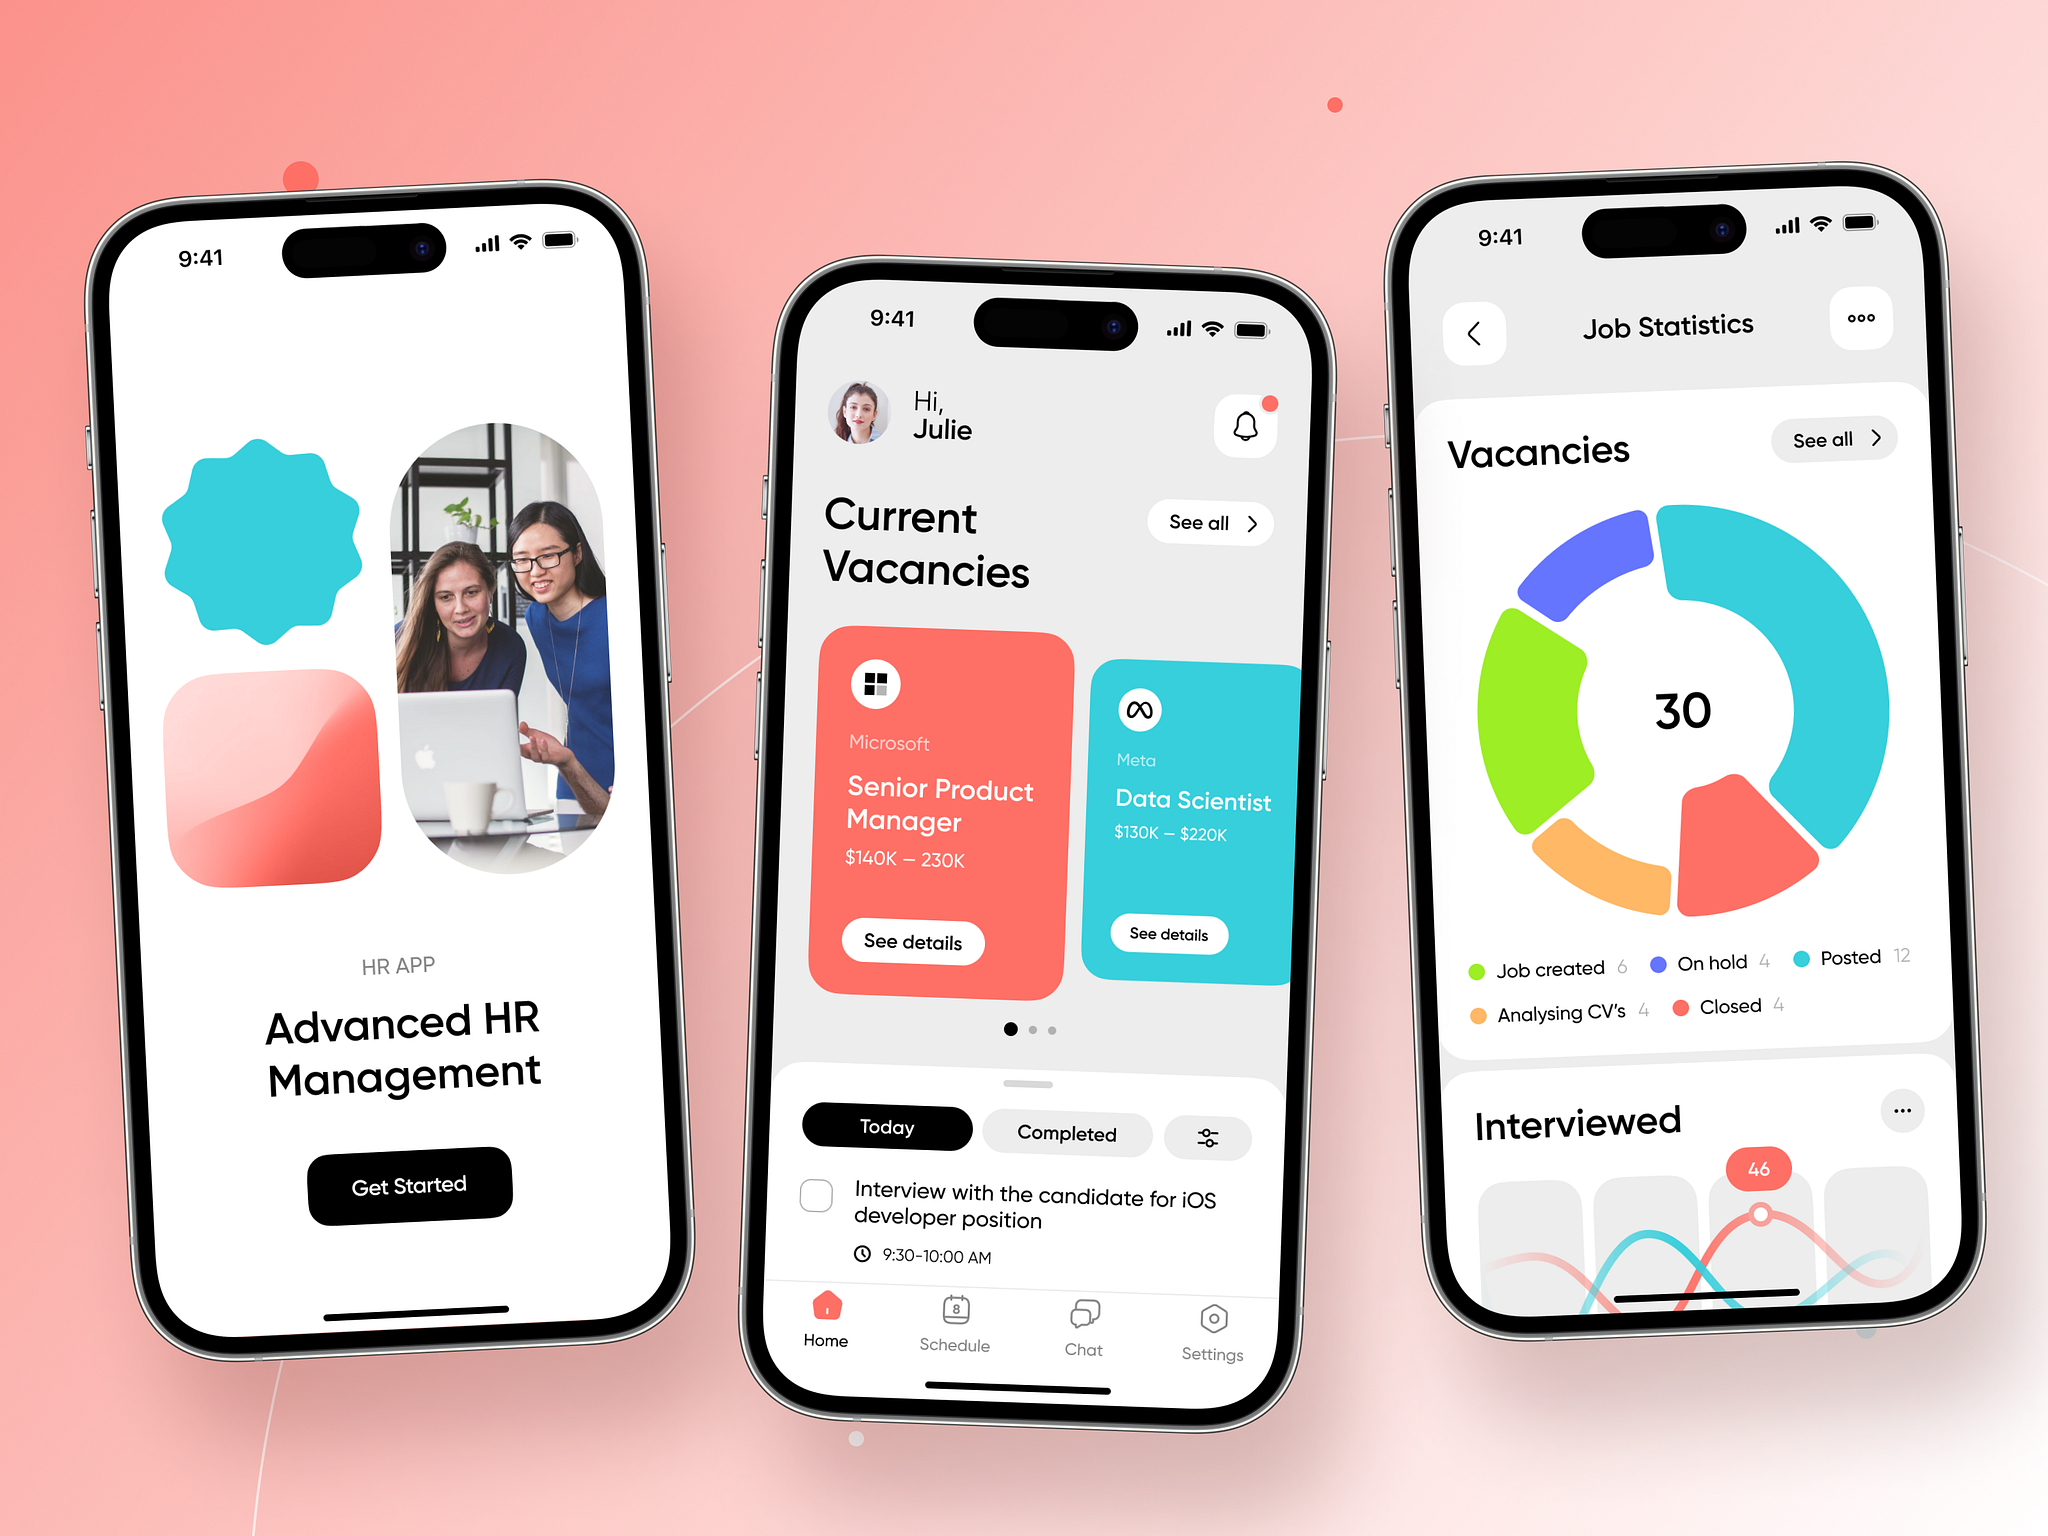 9:41
HR APP
Advanced HR
Management
Get Started
9:41
Hi,
Julie
Current
Vacancies
See all
Microsoft
Senior Product
Manager
$140K – 230K
See details
Meta
Data Scientist
$130K – $220K
See details
Today
Completed
Interview with the candidate for iOS
developer position
9:30-10:00 AM
Home
8
Schedule
Chat
Settings
9:41
Job Statistics
Vacancies
See all
30
Job created 6
On hold 4
Posted 12
Analysing CV's 4
Closed 4
Interviewed
46